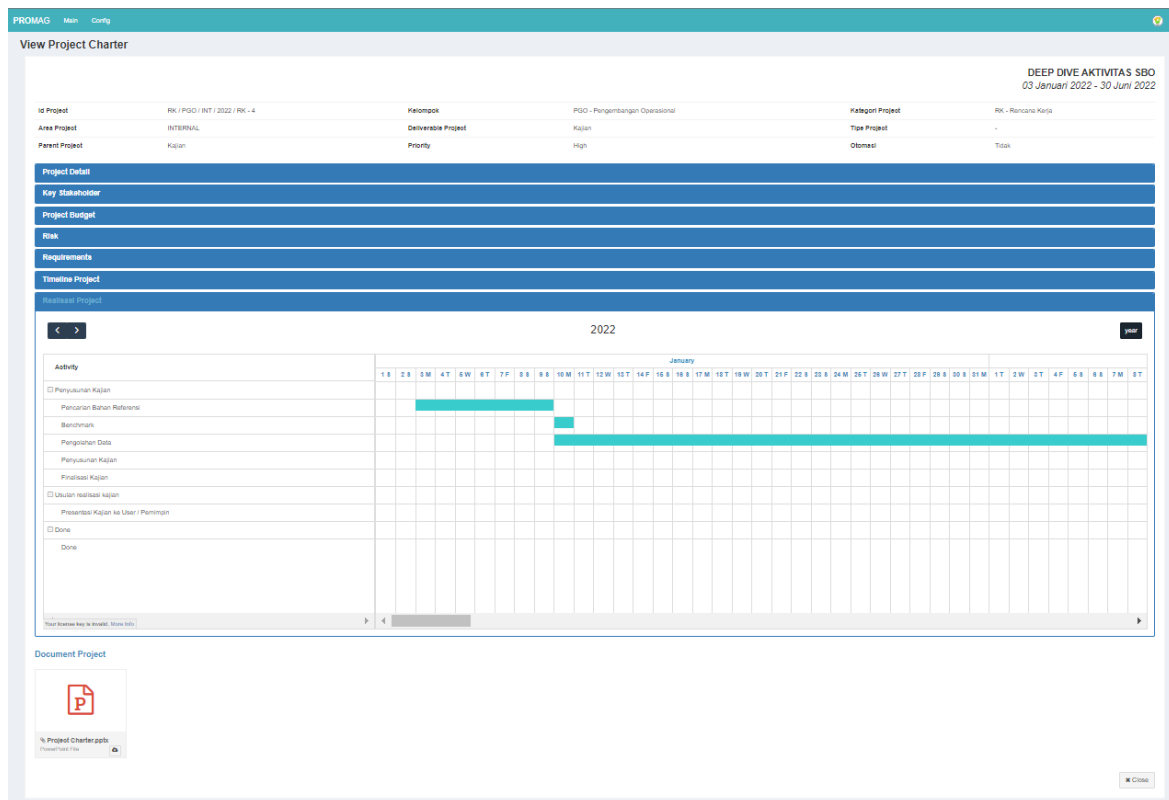 PROMAG Main Config
View Project Charter
DEEP DIVE AKTIVITAS SBO
03 Januari 2022 - 30 Juni 2022
Id Project RK / PGO / INT / 2022 / RK - 4 Kelompok PGO - Pengembangan Operasional Kategori Project RK - Rencana Kerja
Area Project INTERNAL Deliverable Project Kajian Tipe Project -
Parent Project Kajian Priority High Otomasi Tidak
Project Detail
Key Stakeholder
Project Budget
Risk
Requirements
Timeline Project
Realisasi Project
2022 year
Activity January
1 S 2 S 3 M 4 T 5 W 6 T 7 F 8 S 9 S 10 M 11 T 12 W 13 T 14 F 15 S 16 S 17 M 18 T 19 W 20 T 21 F 22 S 23 S 24 M 25 T 26 W 27 T 28 F 29 S 30 S 31 M 1 T 2 W 3 T 4 F 5 S 6 S 7 M 8 T
Penyusunan Kajian
Pencarian Bahan Referensi
Benchmark
Pengolahan Data
Penyusunan Kajian
Finalisasi Kajian
Usulan realisasi kajian
Presentasi Kajian ke User / Pemimpin
Done
Done
Your license key is invalid. More Info
Document Project
Project Charter.pptx
PowerPoint File
Close